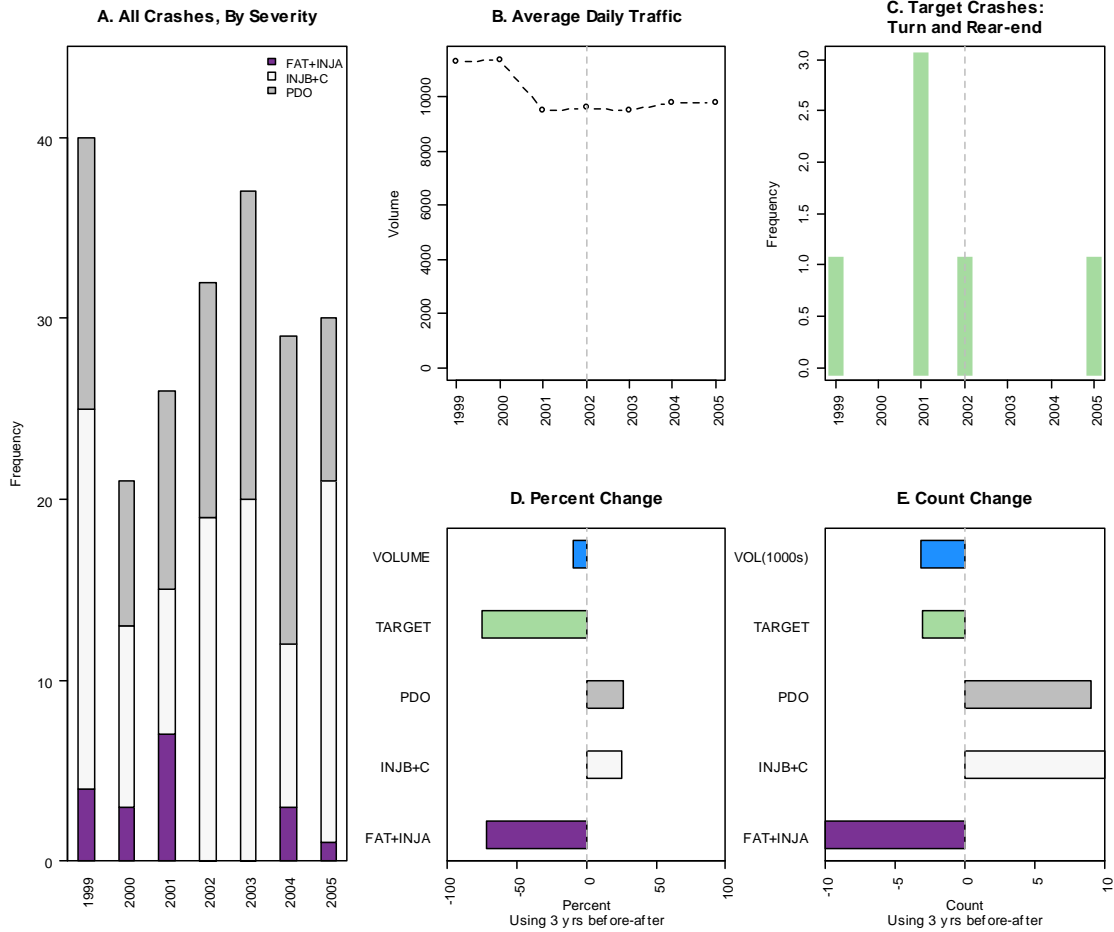 A. All Crashes, By Severity
FAT+INJA
INJB+C
PDO
Frequency
0
10
20
30
40
1999
2000
2001
2002
2003
2004
2005
B. Average Daily Traffic
Volume
0
2000
4000
6000
8000
10000
1999
2000
2001
2002
2003
2004
2005
C. Target Crashes:
Turn and Rear-end
Frequency
0.0
0.5
1.0
1.5
2.0
2.5
3.0
1999
2000
2001
2002
2003
2004
2005
D. Percent Change
VOLUME
TARGET
PDO
INJB+C
FAT+INJA
-100
-50
0
50
100
Percent
Using 3 yrs before-after
E. Count Change
VOL(1000s)
TARGET
PDO
INJB+C
FAT+INJA
-10
-5
0
5
10
Count
Using 3 yrs before-after